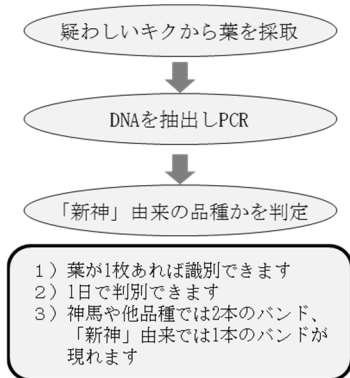 疑わしいキクから葉を採取
DNAを抽出しPCR
「新神」由来の品種かを判定
１）葉が1枚あれば識別できます
２）1日で判別できます
３）神馬や他品種では2本のバンド、
「新神」由来では1本のバンドが
現れます